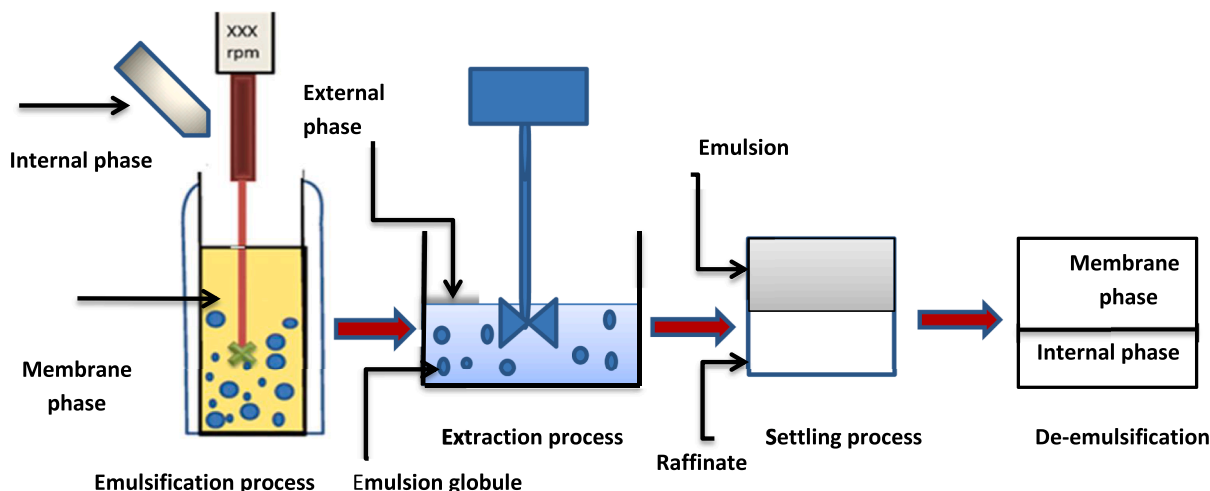 XXX
rpm
Internal phase
Membrane
phase
Emulsification process
External
phase
Emulsion globule
Extraction process
Emulsion
Raffinate
Settling process
Membrane
phase
Internal phase
De-emulsification